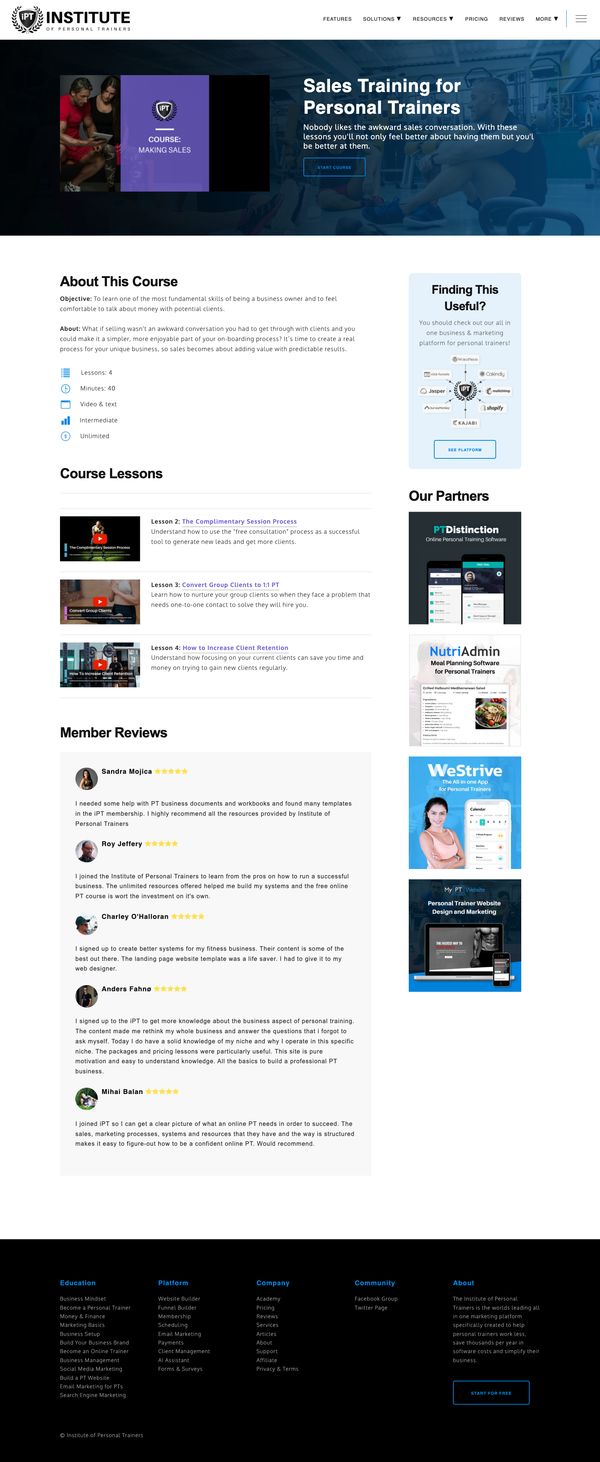 iPT INSTITUTE
OF PERSONAL TRAINERS
FEATURES SOLUTIONS ▼ RESOURCES ▼ PRICING REVIEWS MORE ▼
iPT
COURSE:
MAKING SALES
Sales Training for
Personal Trainers
Nobody likes the awkward sales conversation. With these
lessons you'll not only feel better about having them but you'l
be better at them.
START COURSE
About This Course
Objective: To learn one of the most fundamental skills of being a business owner and to feel
comfortable to talk about money with potential clients.
About: What if selling wasn't an awkward conversation you had to get through with clients and you
could make it a simpler, more enjoyable part of your on-boarding process? It's time to create a real
process for your unique business, so sales becomes about adding value with predictable results.
Lessons: 4
Minutes: 40
Video & text
Intermediate
Unlimited
Course Lessons
The Complimentary Session Process
Lesson 2: The Complimentary Session Process
Understand how to use the "free consultation" process as a successful
tool to generate new leads and get more clients.
Convert Group Clients
Lesson 3: Convert Group Clients to 1:1 PT
Learn how to nurture your group clients so when they face a problem that
needs one-to-one contact to solve they will hire you.
How To Increase Client Retention
Lesson 4: How to Increase Client Retention
Understand how focusing on your current clients can save you time and
money on trying to gain new clients regularly.
Member Reviews
Sandra Mojica
I needed some help with PT business documents and workbooks and found many templates
in the iPT membership. I highly recommend all the resources provided by Institute of
Personal Trainers
Roy Jeffery
I joined the Institute of Personal Trainers to learn from the pros on how to run a successful
business. The unlimited resources offered helped me build my systems and the free online
PT course is wort the investment on it's own.
Charley O'Halloran
I signed up to create better systems for my fitness business. Their content is some of the
best out there. The landing page website template was a life saver. I had to give it to my
web designer.
Anders Fahnø
I signed up to the iPT to get more knowledge about the business aspect of personal training.
The content made me rethink my whole business and answer the questions that i forgot to
ask myself. Today I do have a solid knowledge of my niche and why I operate in this specific
niche. The packages and pricing lessons were particularly useful. This site is pure
motivation and easy to understand knowledge. All the basics to build a professional PT
business.
Mihai Balan
I joined iPT so I can get a clear picture of what an online PT needs in order to succeed. The
sales, marketing processes, systems and resources that they have and the way is structured
makes it easy to figure-out how to be a confident online PT. Would recommend.
Finding This
Useful?
You should check out our all in
one business & marketing
platform for personal trainers!
Calendly
Jasper
iPT
mailchimp
SurveyMonkey
shopify
KAJABI
SEE PLATFORM
Our Partners
PTDistinction
Online Personal Training Software
NutriAdmin
Meal Planning Software
for Personal Trainers
Grilled Halloumi Mediterranean Salad
WeStrive
The All-in-one App
for Personal Trainers
Calendar
My PT Website
Personal Trainer Website
Design and Marketing
Education
Business Mindset
Become a Personal Trainer
Money & Finance
Marketing Basics
Business Setup
Build Your Business Brand
Become an Online Trainer
Business Management
Social Media Marketing
Build a PT Website
Email Marketing for PTs
Search Engine Marketing
Platform
Website Builder
Funnel Builder
Membership
Scheduling
Email Marketing
Payments
Client Management
AI Assistant
Forms & Surveys
Company
Academy
Pricing
Reviews
Services
Articles
About
Support
Affiliate
Privacy & Terms
Community
Facebook Group
Twitter Page
About
The Institute of Personal
Trainers is the worlds leading all
in one marketing platform
specifically created to help
personal trainers work less,
save thousands per year in
software costs and simplify their
business.
START FOR FREE
© Institute of Personal Trainers